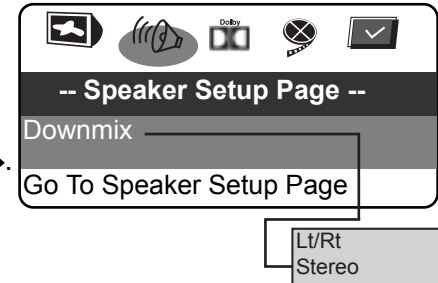 Dolby
-- Speaker Setup Page --
Downmix
.
Go To Speaker Setup Page
Lt/Rt
Stereo